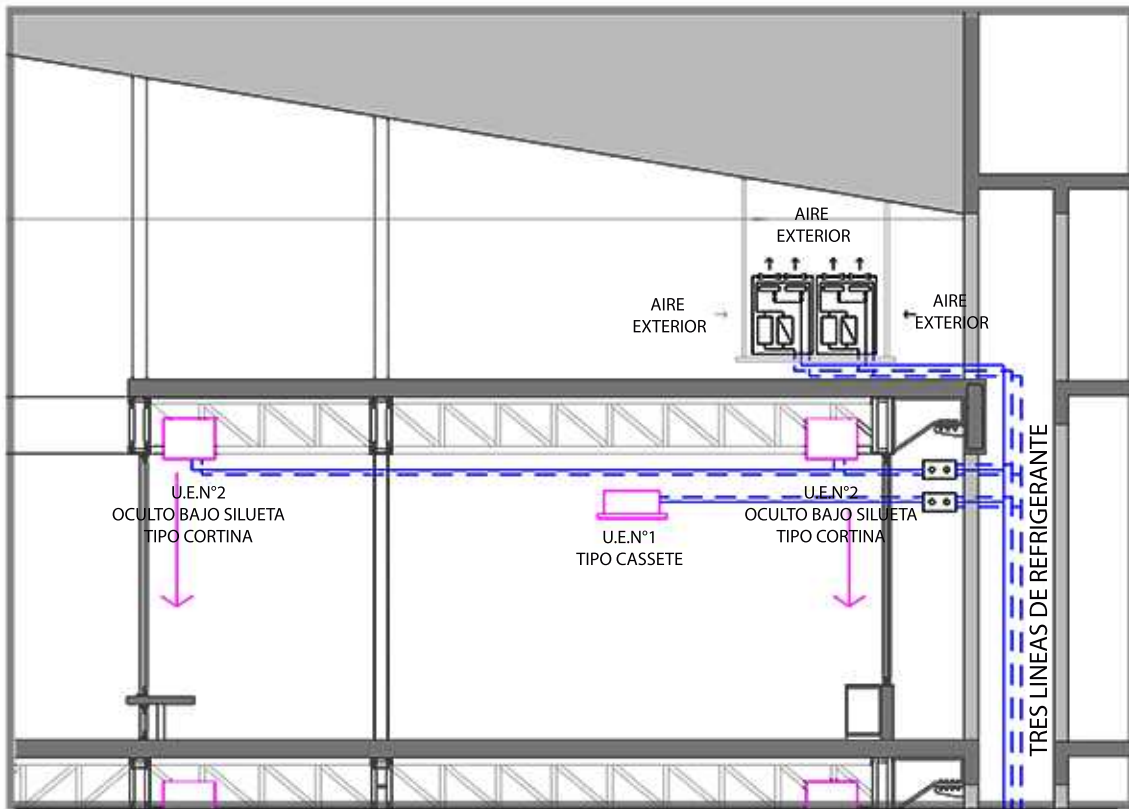 AIRE
EXTERIOR
AIRE
EXTERIOR
AIRE
EXTERIOR
U.E.N°2
OCULTO BAJO SILUETA
TIPO CORTINA
U.E.N°1
TIPO CASSETE
U.E.N°2
OCULTO BAJO SILUETA
TIPO CORTINA
TRES LINEAS DE REFRIGERANTE